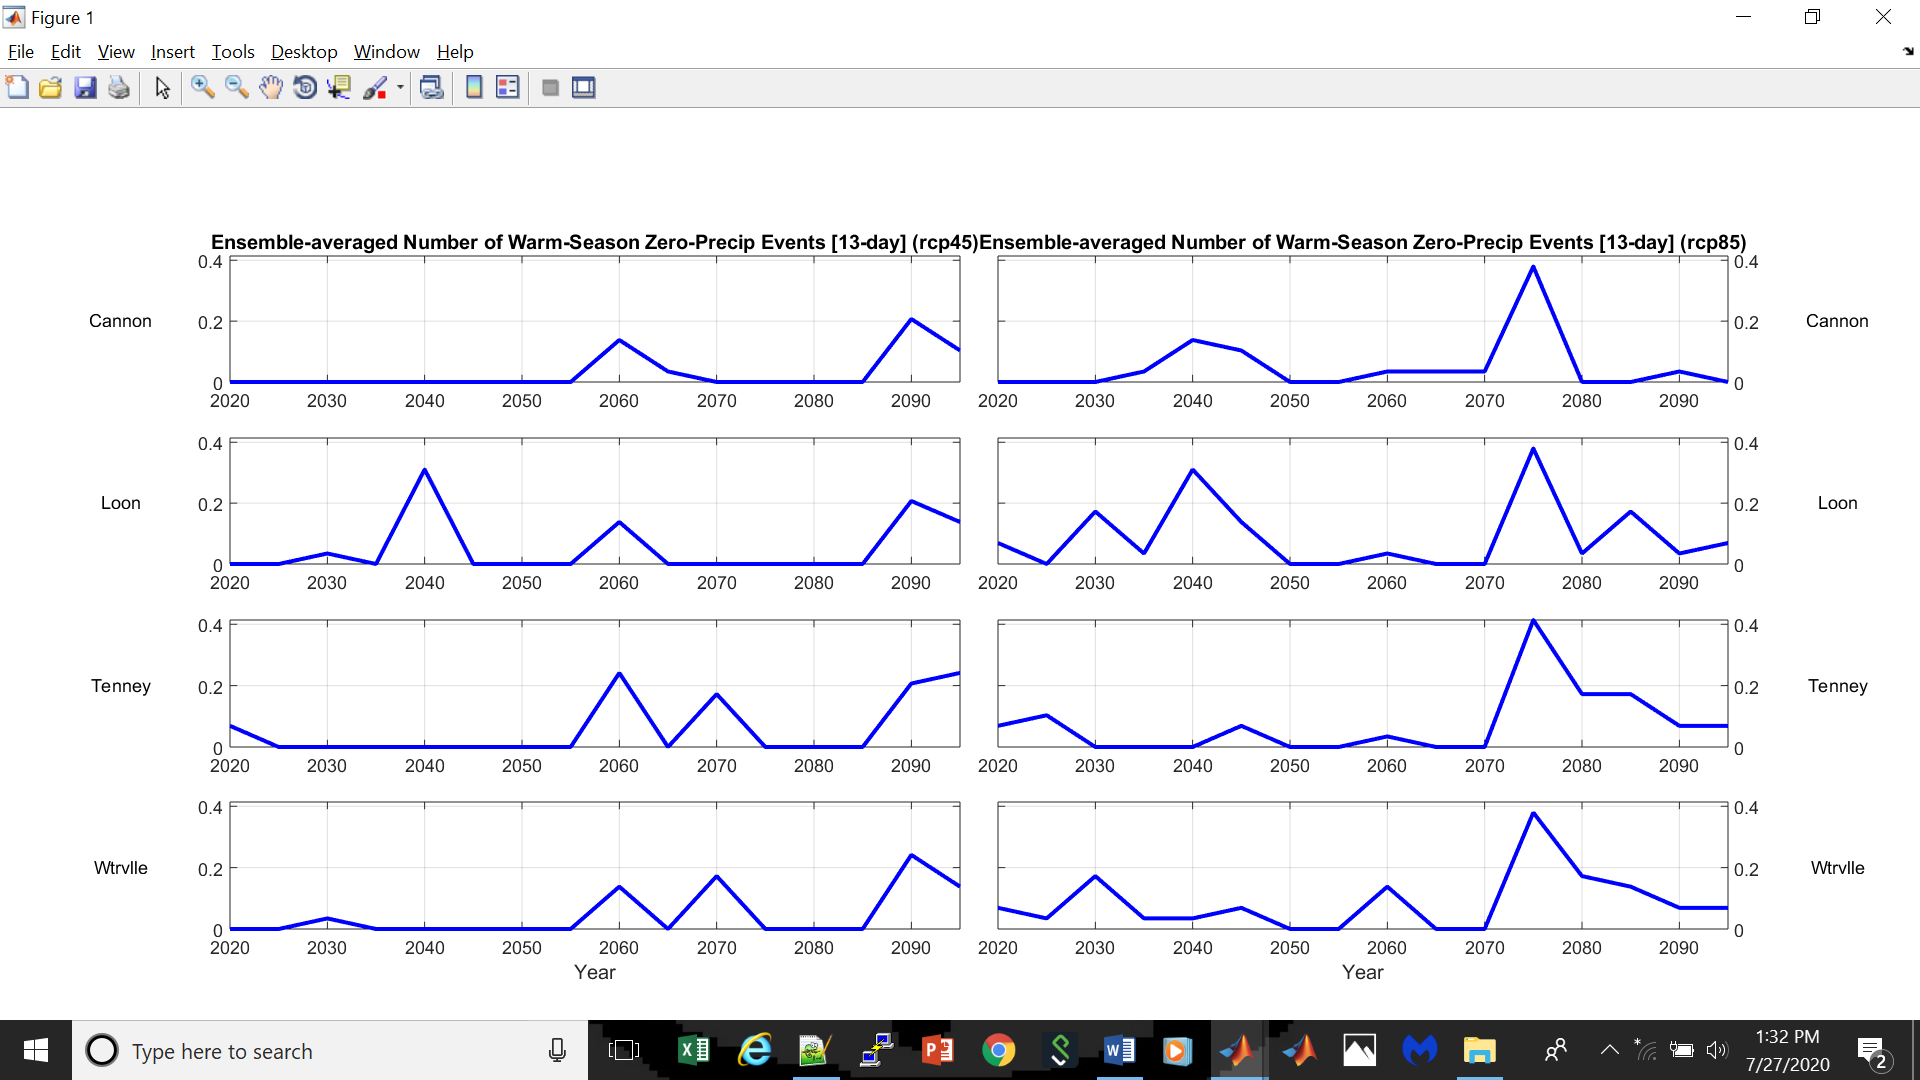 Figure 1
File Edit View Insert Tools Desktop Window Help
Ensemble-averaged Number of Warm-Season Zero-Precip Events [13-day] (rcp45)
Ensemble-averaged Number of Warm-Season Zero-Precip Events [13-day] (rcp85)
Cannon
0.4
0.2
0
2020 2030 2040 2050 2060 2070 2080 2090
2020 2030 2040 2050 2060 2070 2080 2090
0.4
0.2
0
Cannon
Loon
0.4
0.2
0
2020 2030 2040 2050 2060 2070 2080 2090
2020 2030 2040 2050 2060 2070 2080 2090
0.4
0.2
0
Loon
Tenney
0.4
0.2
0
2020 2030 2040 2050 2060 2070 2080 2090
2020 2030 2040 2050 2060 2070 2080 2090
0.4
0.2
0
Tenney
Wtrvlle
0.4
0.2
0
2020 2030 2040 2050 2060 2070 2080 2090
Year
2020 2030 2040 2050 2060 2070 2080 2090
Year
0.4
0.2
0
Wtrvlle
Type here to search
1:32 PM
7/27/2020
2